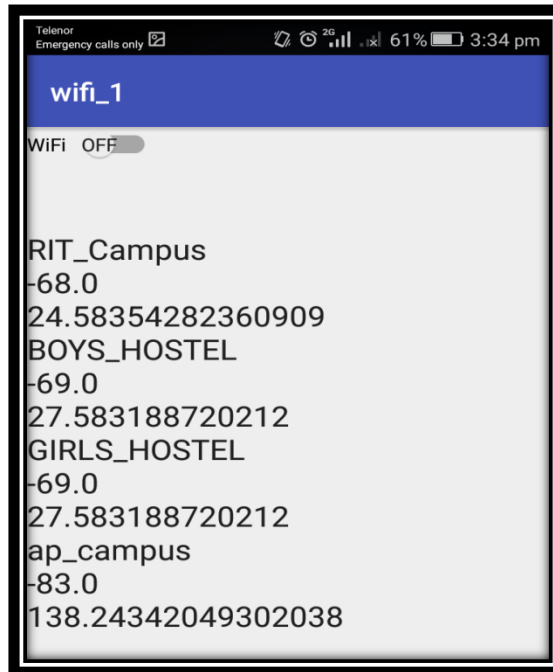 Telenor
Emergency calls only 2G 61% 3:34 pm
wifi_1
WiFi OFF
RIT_Campus
-68.0
24.58354282360909
BOYS_HOSTEL
-69.0
27.583188720212
GIRLS_HOSTEL
-69.0
27.583188720212
ap_campus
-83.0
138.24342049302038